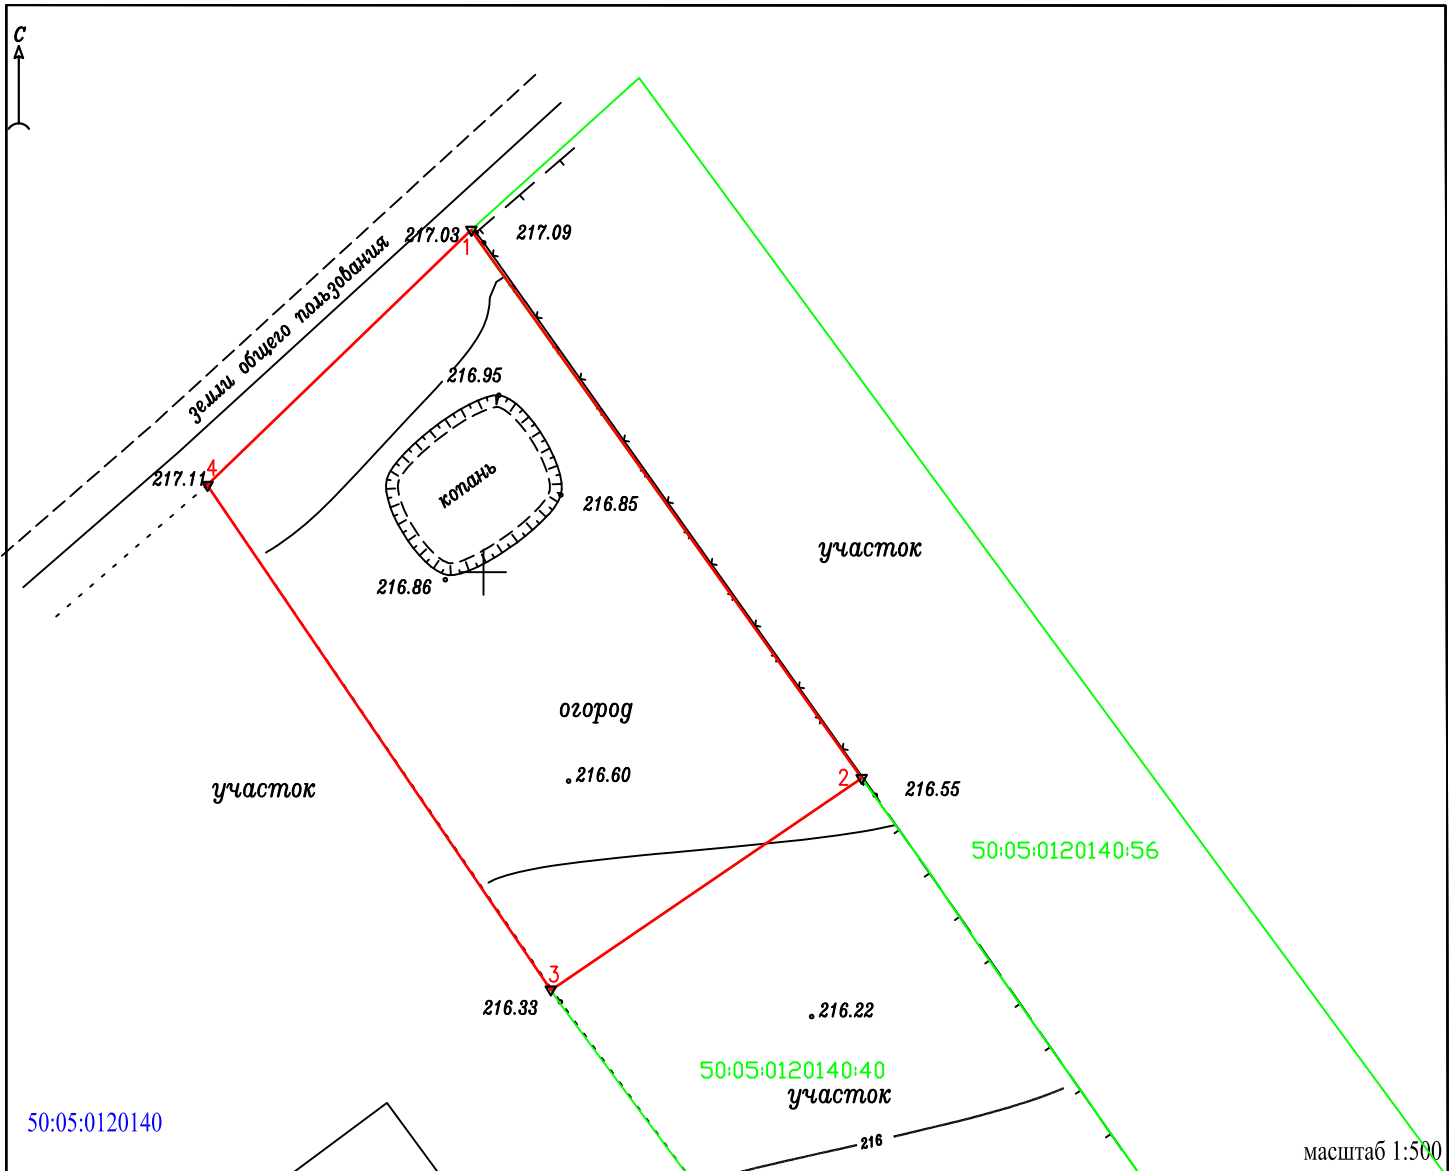 С
земли общего пользования
217.03
1
217.09
216.95
4
217.11
копань
216.85
участок
216.86
огород
216.60
2
участок
216.55
50:05:0120140:56
3
216.33
216.22
50:05:0120140:40
участок
50:05:0120140
216
масштаб 1:500